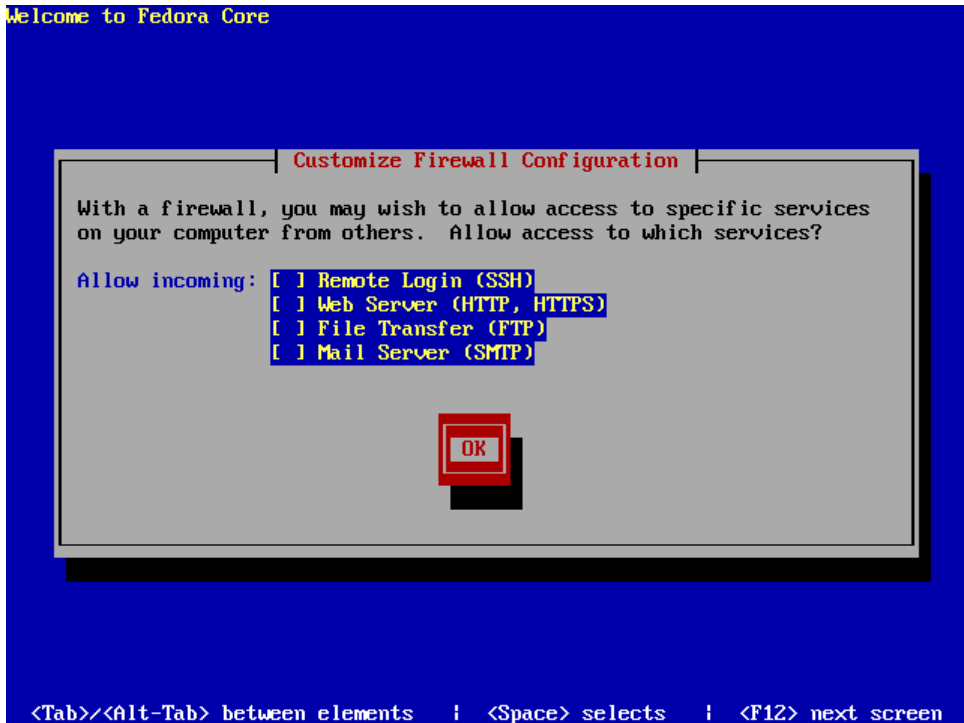 Welcome to Fedora Core
Customize Firewall Configuration
With a firewall, you may wish to allow access to specific services
on your computer from others.  Allow access to which services?
Allow incoming: [ ] Remote Login (SSH)
[ ] Web Server (HTTP, HTTPS)
[ ] File Transfer (FTP)
[ ] Mail Server (SMTP)
OK
<Tab>/<Alt-Tab> between elements   |  <Space> selects   |  <F12> next screen